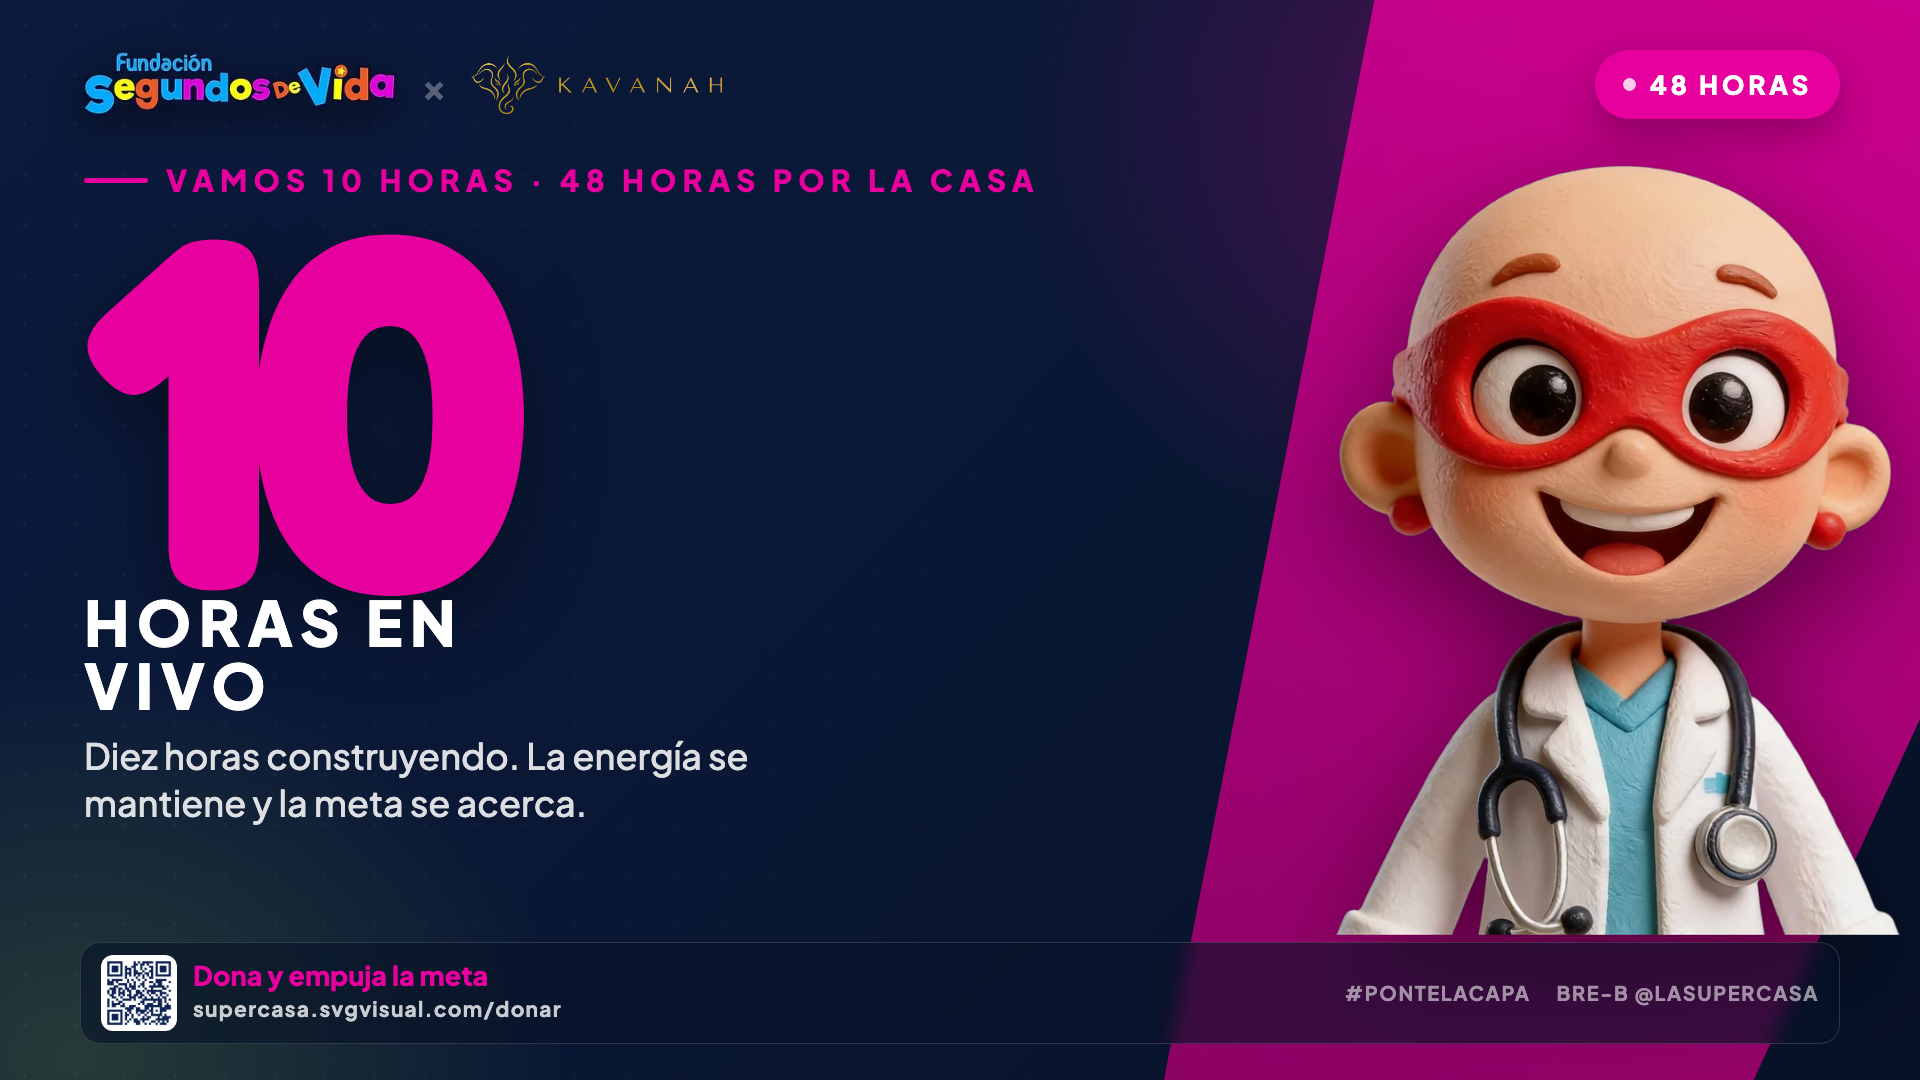 Fundación
Segundos DE Vida
×
KAVANAH
48 HORAS
VAMOS 10 HORAS · 48 HORAS POR LA CASA
10
HORAS EN
VIVO
Diez horas construyendo. La energía se
mantiene y la meta se acerca.
Dona y empuja la meta
supercasa.svgvisual.com/donar
#PONTELACAPA BRE-B @LASUPERCASA